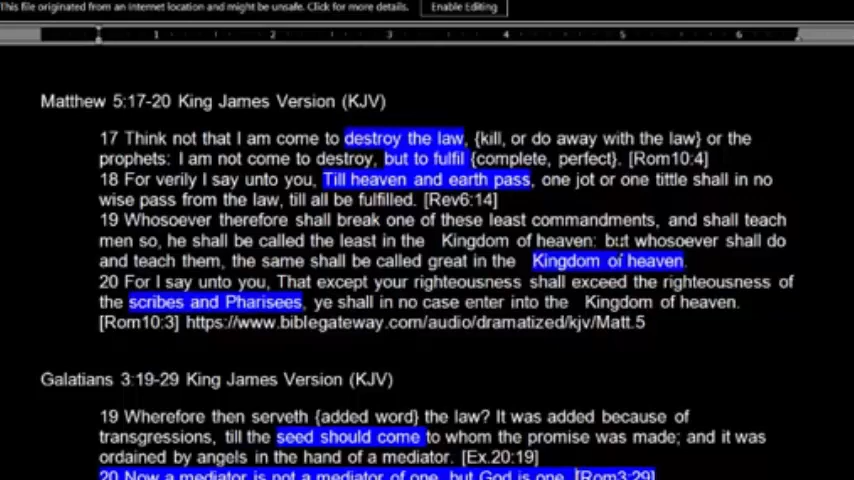 This file originated from an Internet location and might be unsafe. Click for more details. Enable Editing
1 2 3 4 5 6
Matthew 5:17-20 King James Version (KJV)
17 Think not that I am come to destroy the law, {kill, or do away with the law} or the
prophets: I am not come to destroy, but to fulfil {complete, perfect}. [Rom10:4]
18 For verily I say unto you, Till heaven and earth pass, one jot or one tittle shall in no
wise pass from the law, till all be fulfilled. [Rev6:14]
19 Whosoever therefore shall break one of these least commandments, and shall teach
men so, he shall be called the least in the Kingdom of heaven: but whosoever shall do
and teach them, the same shall be called great in the Kingdom of heaven.
20 For I say unto you, That except your righteousness shall exceed the righteousness of
the scribes and Pharisees, ye shall in no case enter into the Kingdom of heaven.
[Rom10:3] https://www.biblegateway.com/audio/dramatized/kjv/Matt.5
Galatians 3:19-29 King James Version (KJV)
19 Wherefore then serveth {added word} the law? It was added because of
transgressions, till the seed should come to whom the promise was made; and it was
ordained by angels in the hand of a mediator. [Ex.20:19]
20 Now a mediator is not a mediator of one, but God is one. [Rom3:29]